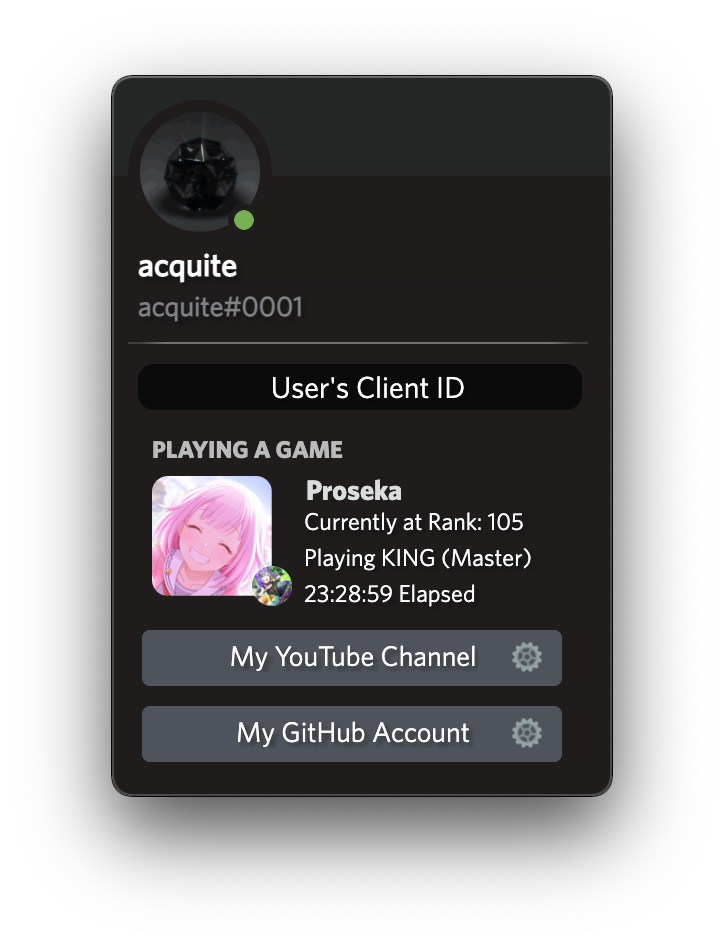 acquite
acquite#0001
User's Client ID
PLAYING A GAME
Proseka
Currently at Rank: 105
Playing KING (Master)
23:28:59 Elapsed
My YouTube Channel
My GitHub Account